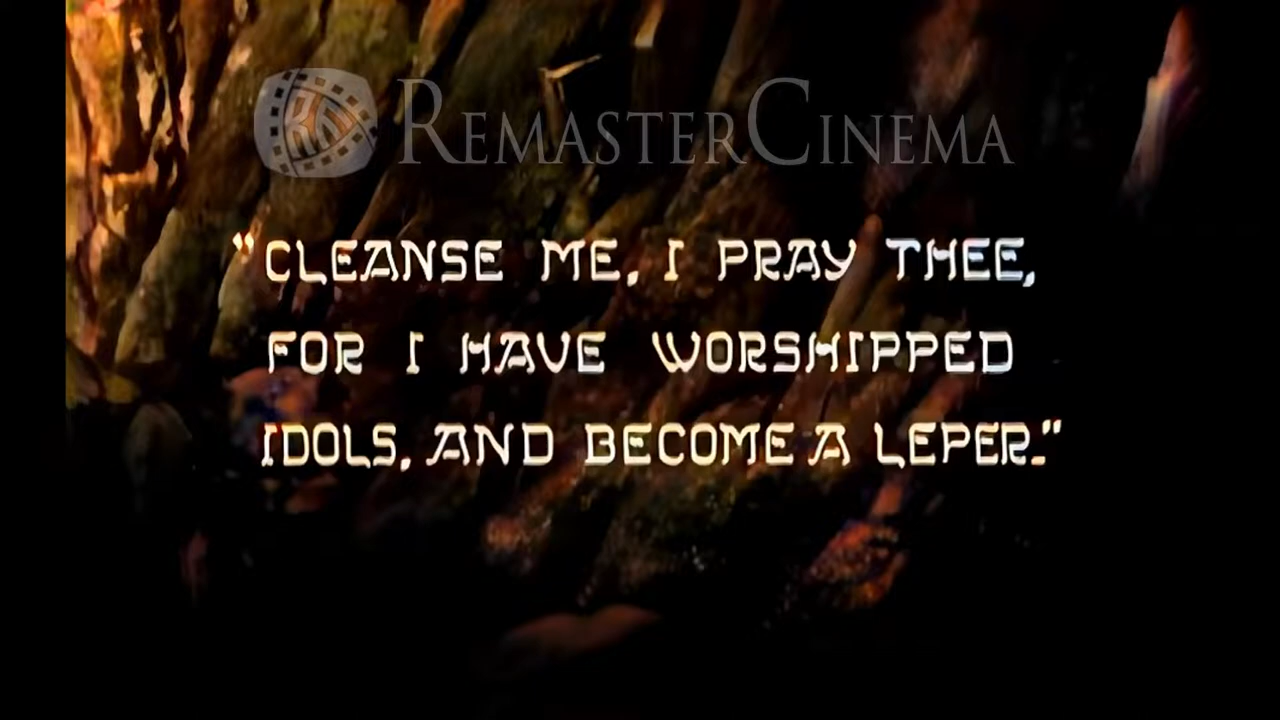 REMASTERCINEMA
"CLEANSE ME, I PRAY THEE,
FOR I HAVE WORSHIPPED
IDOLS, AND BECOME A LEPER."